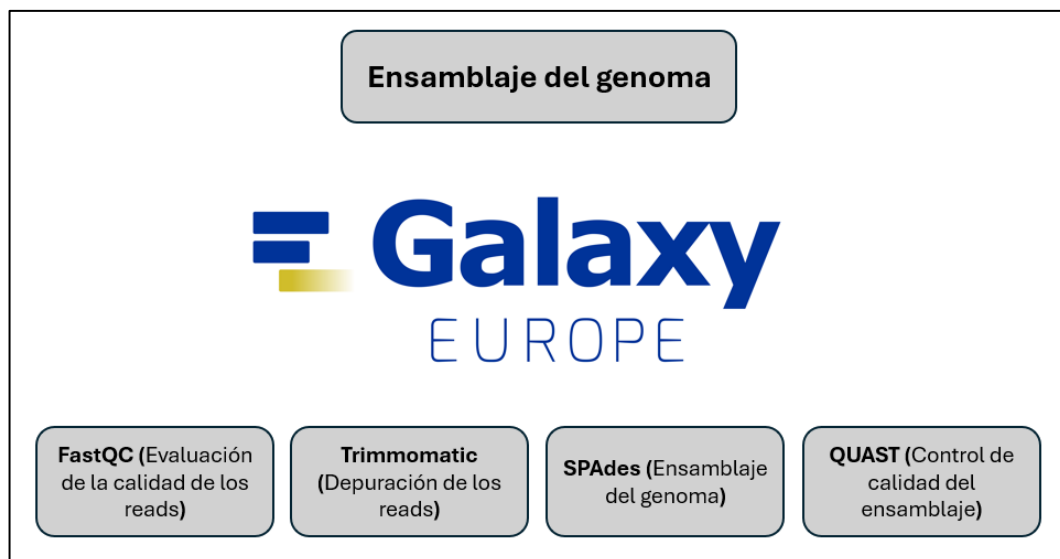 Ensamblaje del genoma
Galaxy
EUROPE
FastQC (Evaluación
de la calidad de los
reads)
Trimmomatic
(Depuración de los
reads)
SPAdes (Ensamblaje
del genoma)
QUAST (Control de
calidad del
ensamblaje)